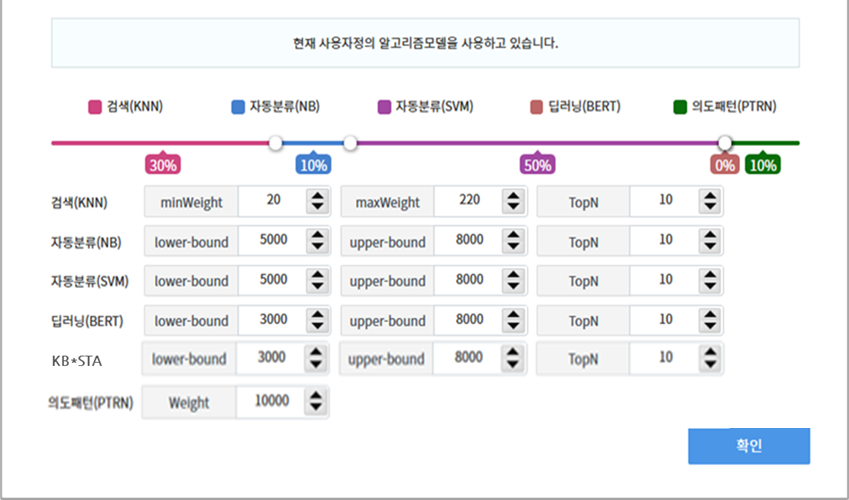 현재 사용자정의 알고리즘모델을 사용하고 있습니다.
검색(KNN) 자동분류(NB) 자동분류(SVM) 딥러닝(BERT) 의도패턴(PTRN)
30% 10% 50% 0% 10%
검색(KNN) minWeight 20 maxWeight 220 TopN 10
자동분류(NB) lower-bound 5000 upper-bound 8000 TopN 10
자동분류(SVM) lower-bound 5000 upper-bound 8000 TopN 10
딥러닝(BERT) lower-bound 3000 upper-bound 8000 TopN 10
KB*STA lower-bound 3000 upper-bound 8000 TopN 10
의도패턴(PTRN) Weight 10000
확인